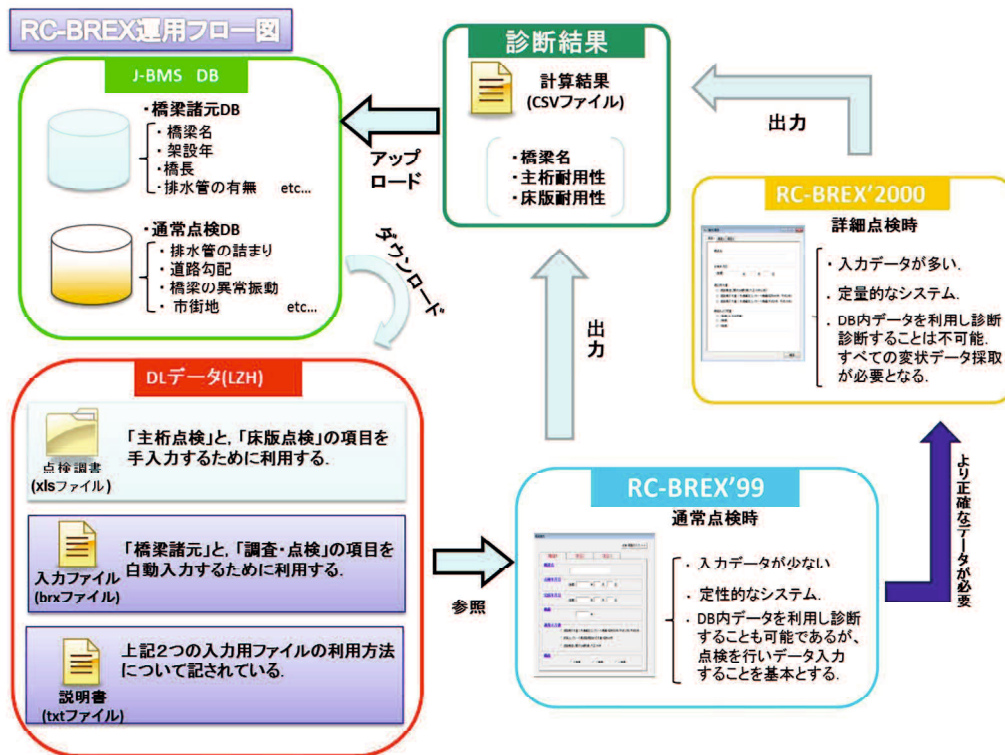 RC-BREX運用フロー図
J-BMS DB
・橋梁諸元DB
・橋梁名
・架設年
・橋長
・排水管の有無 etc...
・通常点検DB
・排水管の詰まり
・道路勾配
・橋梁の異常振動
・市街地 etc...
診断結果
計算結果
(CSVファイル)
・橋梁名
・主桁耐用性
・床版耐用性
アップ
ロード
ダウンロード
出力
出力
RC-BREX'2000
詳細点検時
・入力データが多い.
・定量的なシステム.
・DB内データを利用し診断
診断することは不可能.
すべての変状データ採取
が必要となる.
DLデータ(LZH)
点検調書
(xlsファイル)
「主桁点検」と,「床版点検」の項目を
手入力するために利用する.
入力ファイル
(brxファイル)
「橋梁諸元」と,「調査・点検」の項目を
自動入力するために利用する.
説明書
(txtファイル)
上記2つの入力用ファイルの利用方法
について記されている.
参照
RC-BREX'99
通常点検時
・入力データが少ない
・定性的なシステム.
・DB内データを利用し診断
することも可能であるが、
点検を行いデータ入力
することを基本とする.
より正確なデータが必要